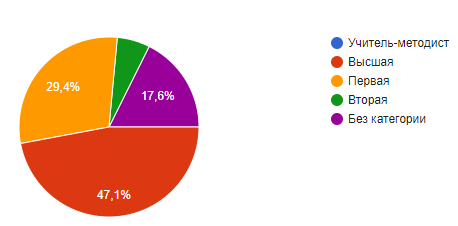 Учитель-методист
Высшая
Первая
Вторая
Без категории
29,4%
17,6%
47,1%